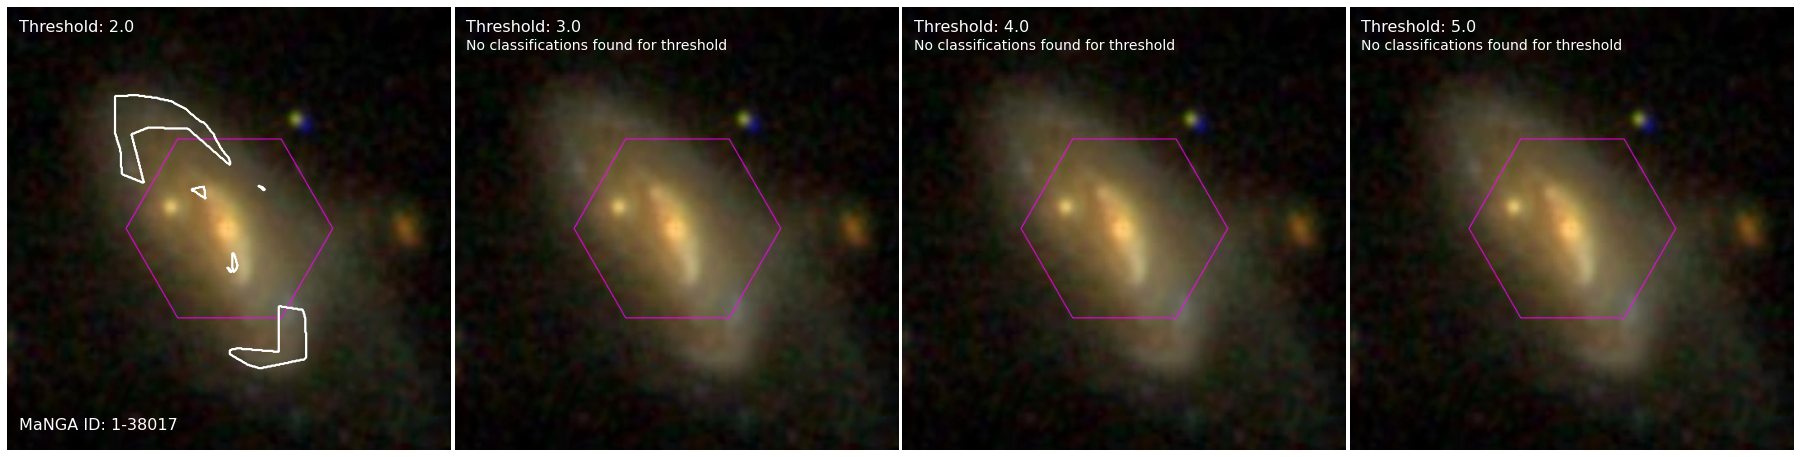 Threshold: 2.0
MaNGA ID: 1-38017
Threshold: 3.0
No classifications found for threshold
Threshold: 4.0
No classifications found for threshold
Threshold: 5.0
No classifications found for threshold